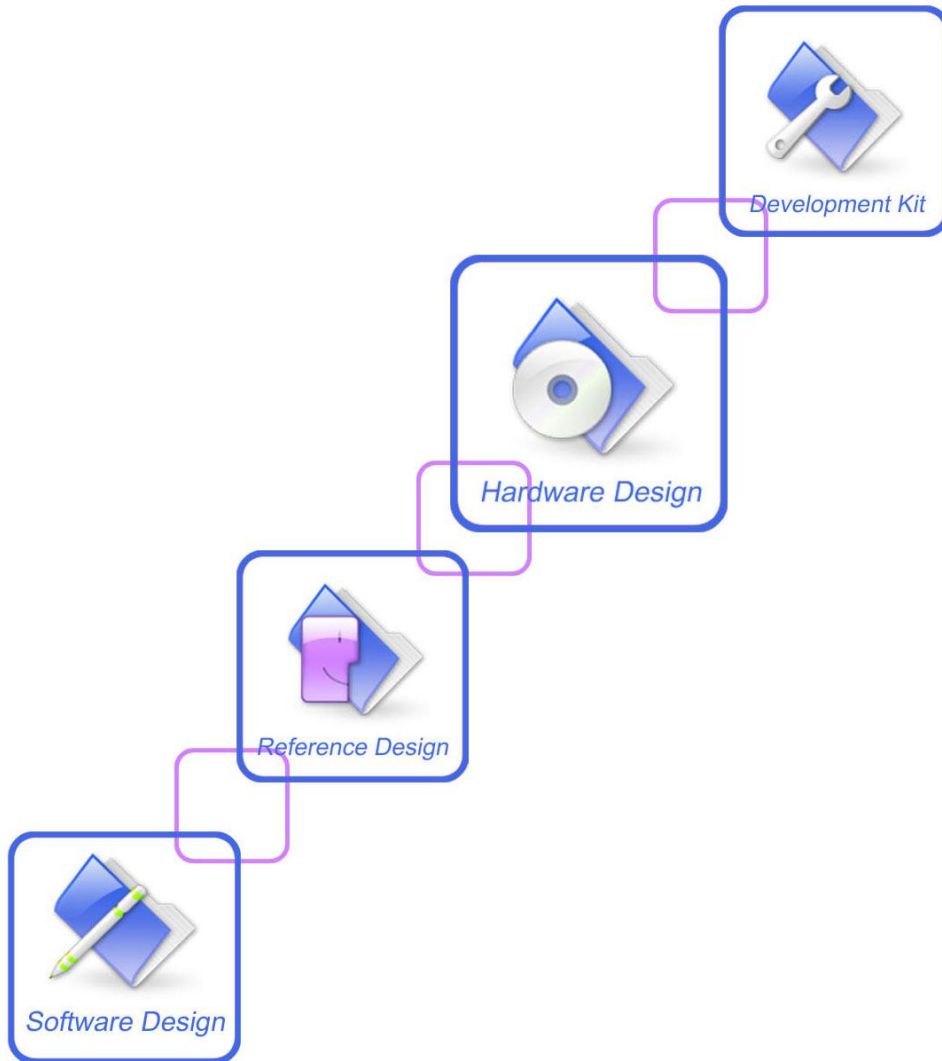 Development Kit
Hardware Design
Reference Design
Software Design